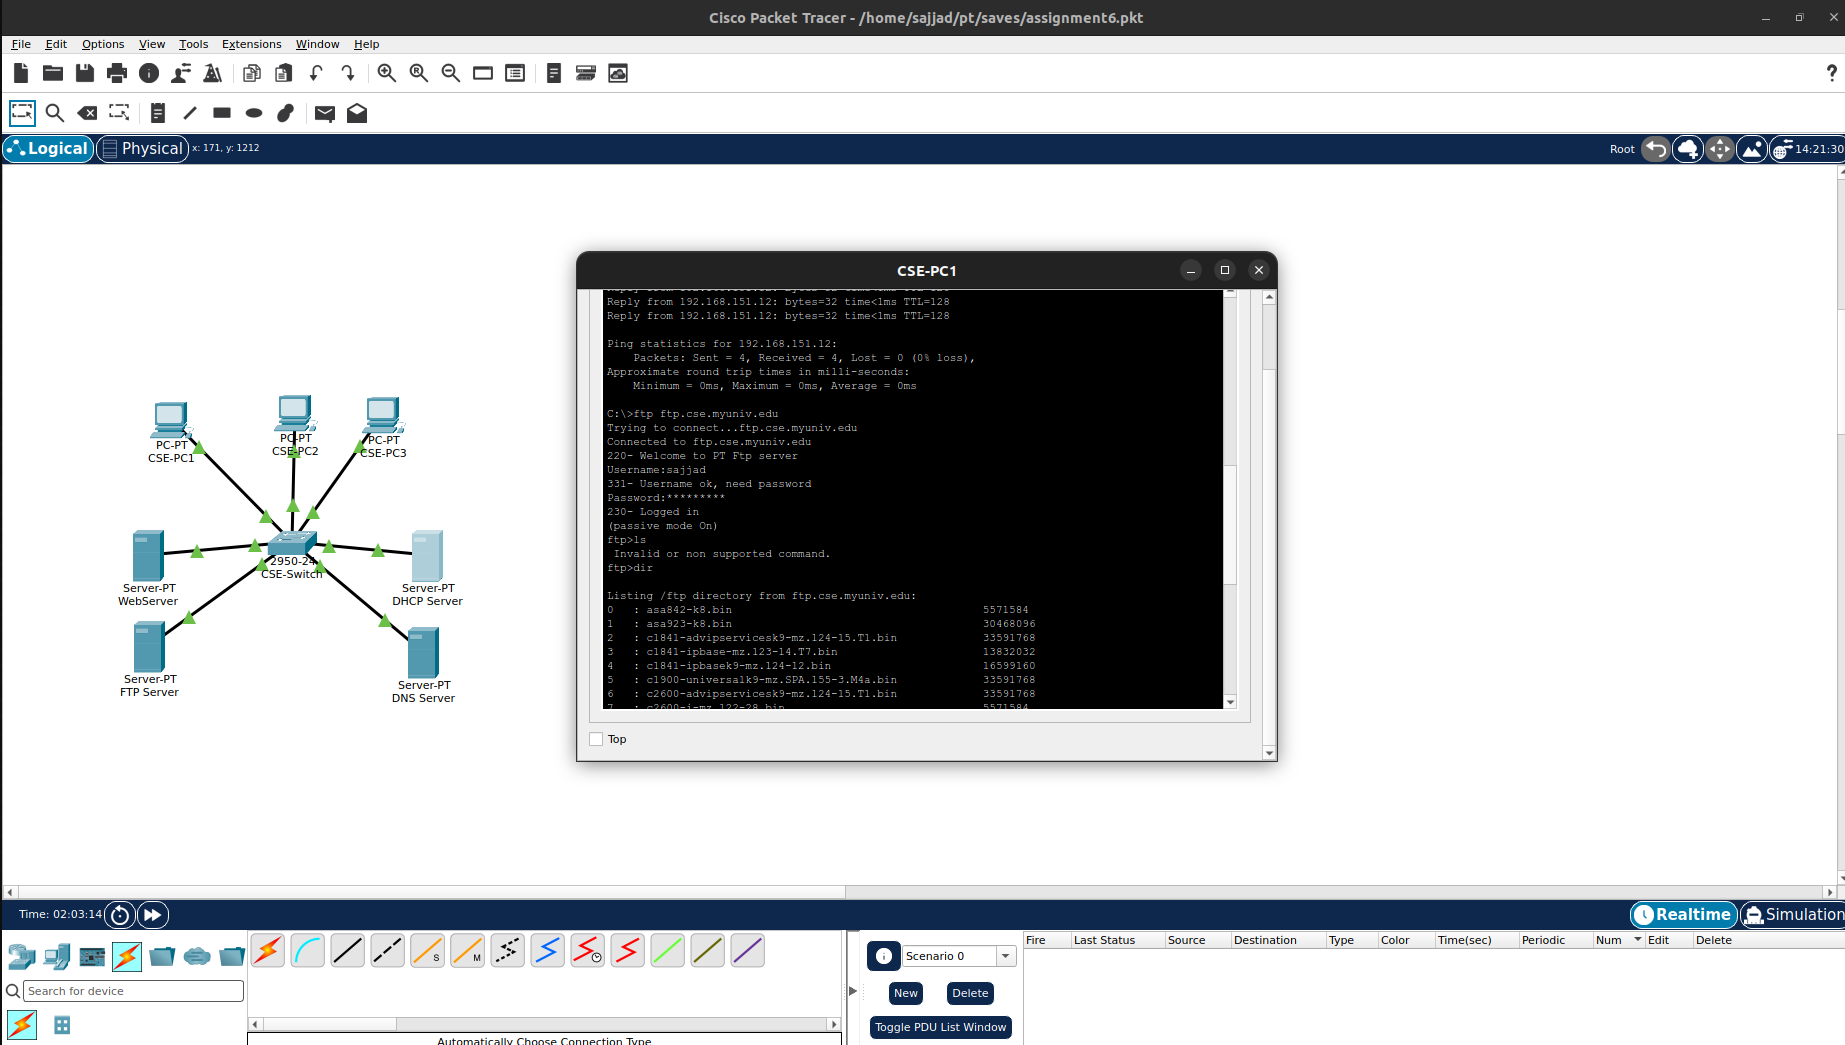 Cisco Packet Tracer - /home/sajjad/pt/saves/assignment6.pkt
File Edit Options View Tools Extensions Window Help
?
Logical Physical x: 171, y: 1212
Root 14:21:30
CSE-PC1
Reply from 192.168.151.12: bytes=32 time<1ms TTL=128
Reply from 192.168.151.12: bytes=32 time<1ms TTL=128
Ping statistics for 192.168.151.12:
Packets: Sent = 4, Received = 4, Lost = 0 (0% loss),
Approximate round trip times in milli-seconds:
Minimum = 0ms, Maximum = 0ms, Average = 0ms
C:\>ftp ftp.cse.myuniv.edu
Trying to connect...ftp.cse.myuniv.edu
Connected to ftp.cse.myuniv.edu
220- Welcome to PT Ftp server
Username:sajjad
331- Username ok, need password
Password:*********
230- Logged in
(passive mode On)
ftp>ls
Invalid or non supported command.
ftp>dir
Listing /ftp directory from ftp.cse.myuniv.edu:
0 : asa842-k8.bin 5571584
1 : asa923-k8.bin 30468096
2 : c1841-advipservicesk9-mz.124-15.T1.bin 33591768
3 : c1841-ipbase-mz.123-14.T7.bin 13832032
4 : c1841-ipbasek9-mz.124-12.bin 16599160
5 : c1900-universalk9-mz.SPA.155-3.M4a.bin 33591768
6 : c2600-advipservicesk9-mz.124-15.T1.bin 33591768
7 : c2600-i-mz.122-28.bin 5571584
Top
PC-PT
CSE-PC1
PC-PT
CSE-PC2
PC-PT
CSE-PC3
2950-24
CSE-Switch
Server-PT
WebServer
Server-PT
DHCP Server
Server-PT
FTP Server
Server-PT
DNS Server
Time: 02:03:14
Realtime Simulation
S M
Search for device
Automatically Choose Connection Type
Scenario 0
New Delete
Toggle PDU List Window
Fire Last Status Source Destination Type Color Time(sec) Periodic Num Edit Delete